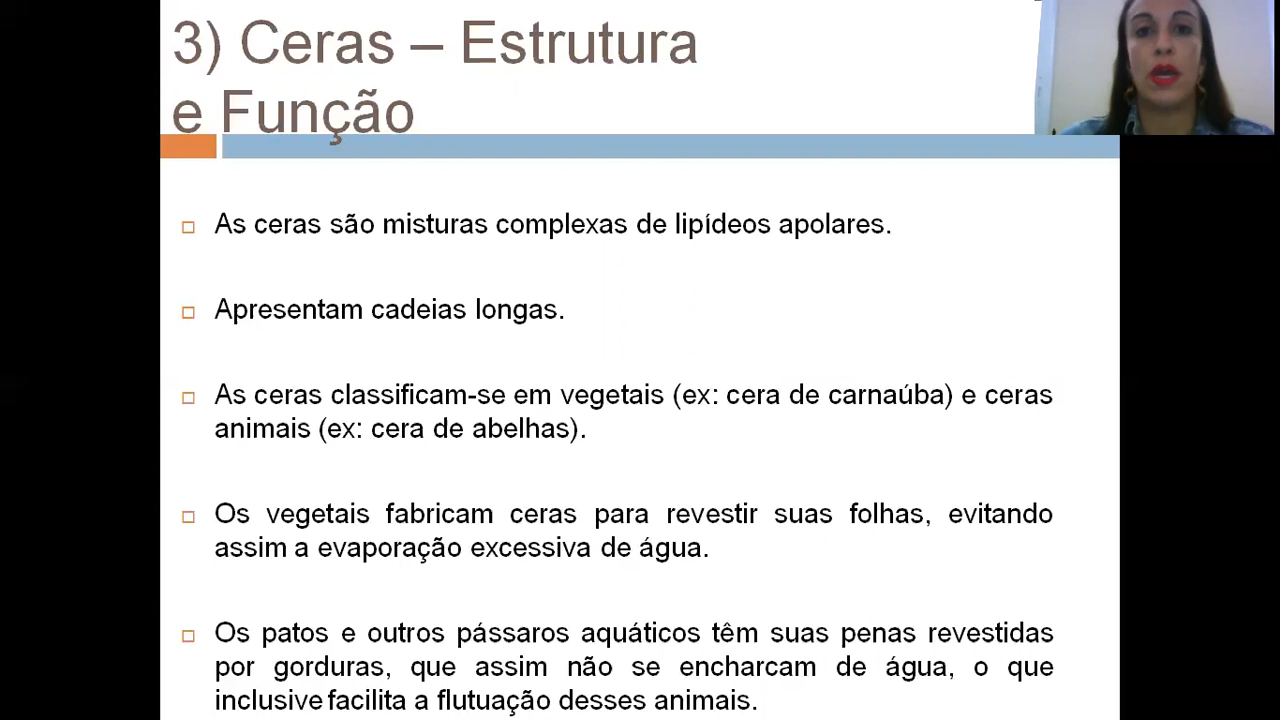 3) Ceras – Estrutura
e Função
As ceras são misturas complexas de lipídeos apolares.
Apresentam cadeias longas.
As ceras classificam-se em vegetais (ex: cera de carnaúba) e ceras
animais (ex: cera de abelhas).
Os vegetais fabricam ceras para revestir suas folhas, evitando
assim a evaporação excessiva de água.
Os patos e outros pássaros aquáticos têm suas penas revestidas
por gorduras, que assim não se encharcam de água, o que
inclusive facilita a flutuação desses animais.